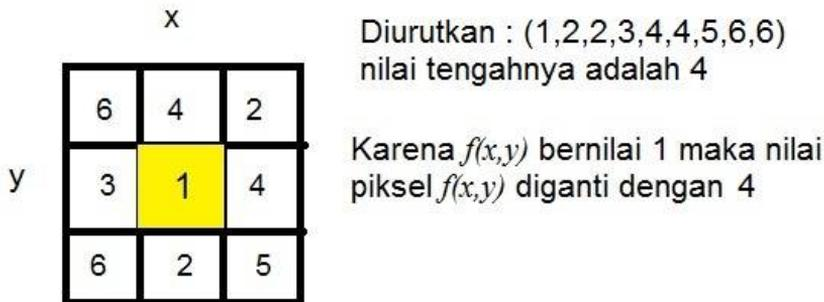 x
Diurutkan : (1,2,2,3,4,4,5,6,6)
nilai tengahnya adalah 4
6 4 2
y 3 1 4
6 2 5
Karena f(x,y) bernilai 1 maka nilai
piksel f(x,y) diganti dengan 4